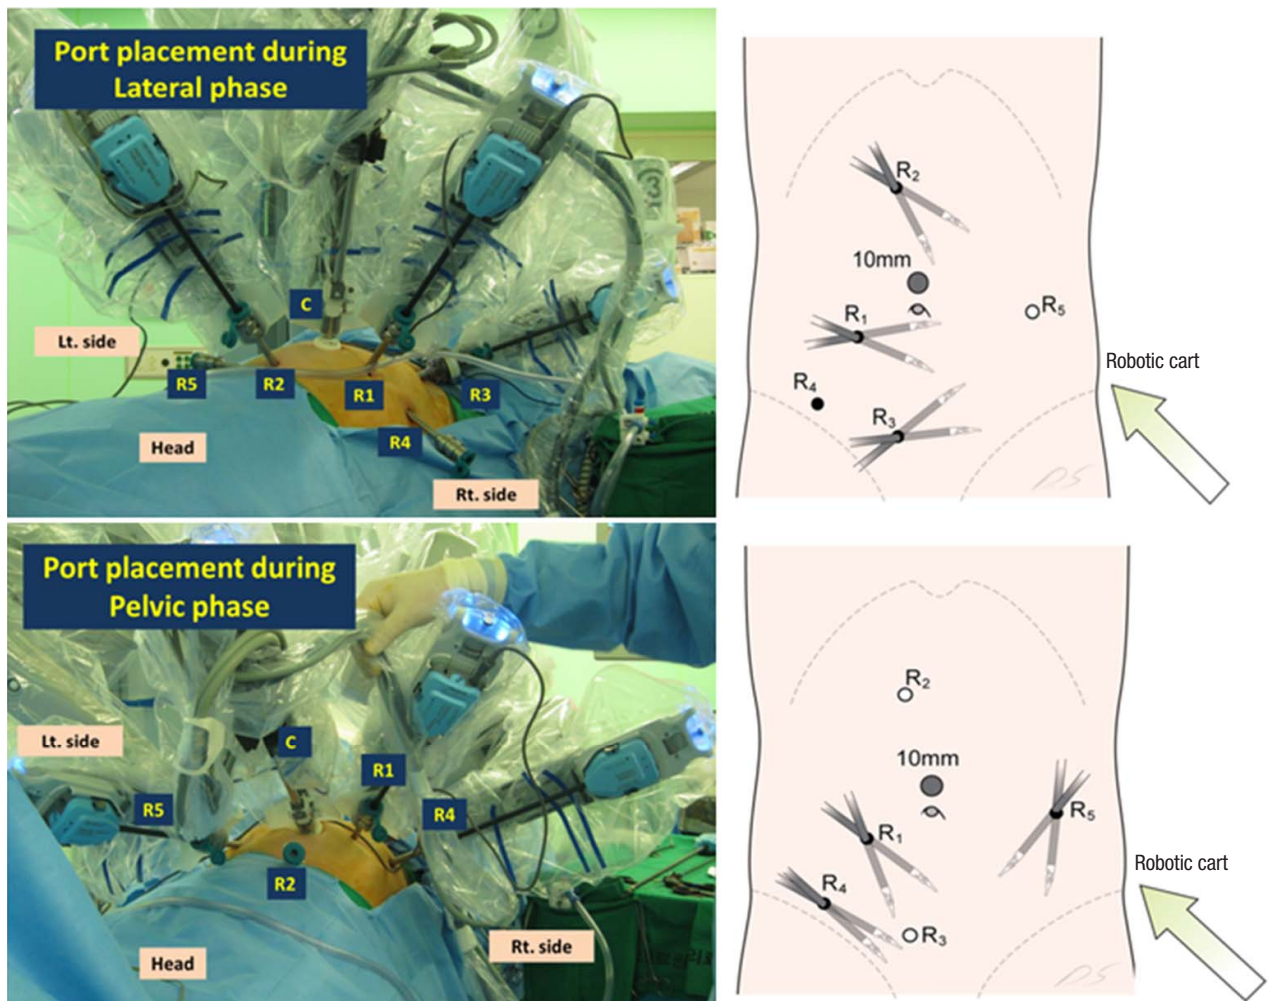 Port placement during
Lateral phase
C
Lt. side
R5
R2
R1
R3
R4
Head
Rt. side
R2
10mm
R1
R5
R4
R3
Robotic cart
Port placement during
Pelvic phase
Lt. side
C
R1
R5
R4
R2
Rt. side
Head
R2
10mm
R1
R5
R4
R3
Robotic cart